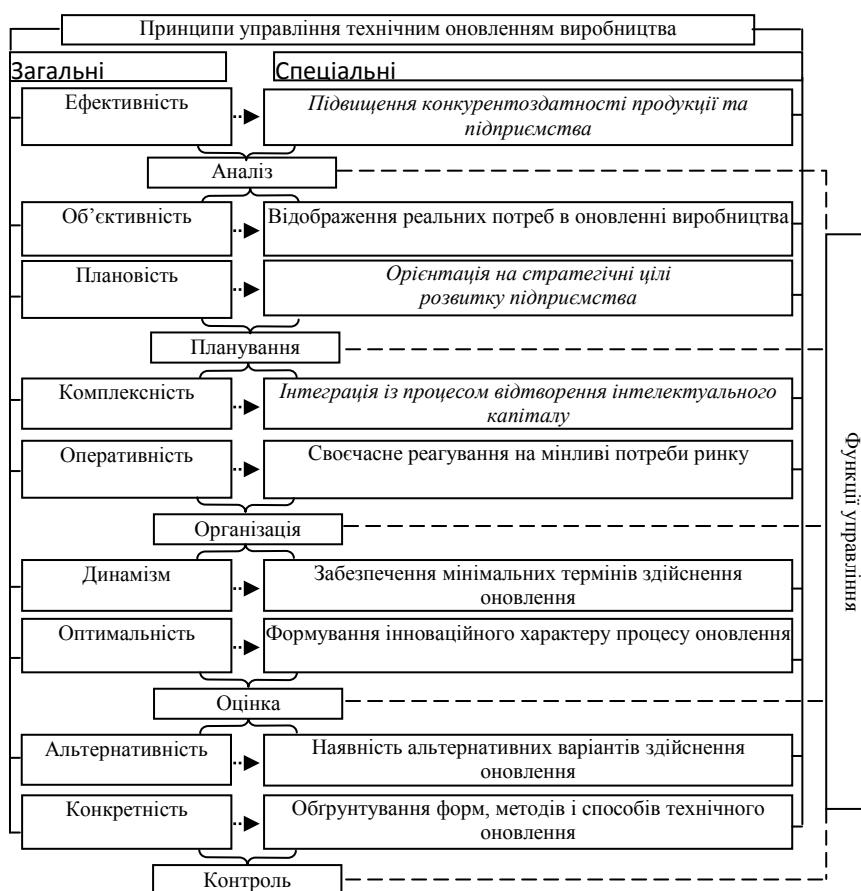 Принципи управління технічним оновленням виробництва
Загальні
Спеціальні
Ефективність
Підвищення конкурентоздатності продукції та
підприємства
Аналіз
Об’єктивність
Відображення реальних потреб в оновленні виробництва
Плановість
Орієнтація на стратегічні цілі
розвитку підприємства
Планування
Комплексність
Інтеграція із процесом відтворення інтелектуального
капіталу
Оперативність
Своєчасне реагування на мінливі потреби ринку
Організація
Динамізм
Забезпечення мінімальних термінів здійснення
оновлення
Оптимальність
Формування інноваційного характеру процесу оновлення
Оцінка
Альтернативність
Наявність альтернативних варіантів здійснення
оновлення
Конкретність
Обґрунтування форм, методів і способів технічного
оновлення
Контроль
Функції управління